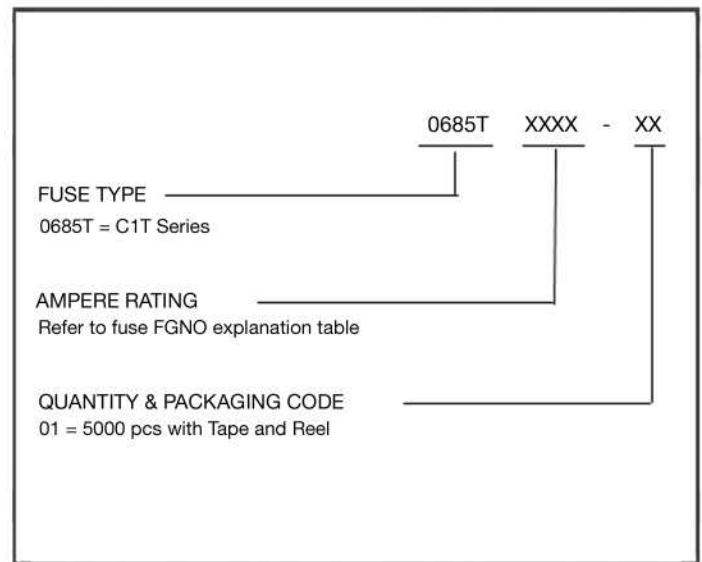 0685T XXXX - XX
FUSE TYPE
0685T = C1T Series
AMPERE RATING
Refer to fuse FGNO explanation table
QUANTITY & PACKAGING CODE
01 = 5000 pcs with Tape and Reel